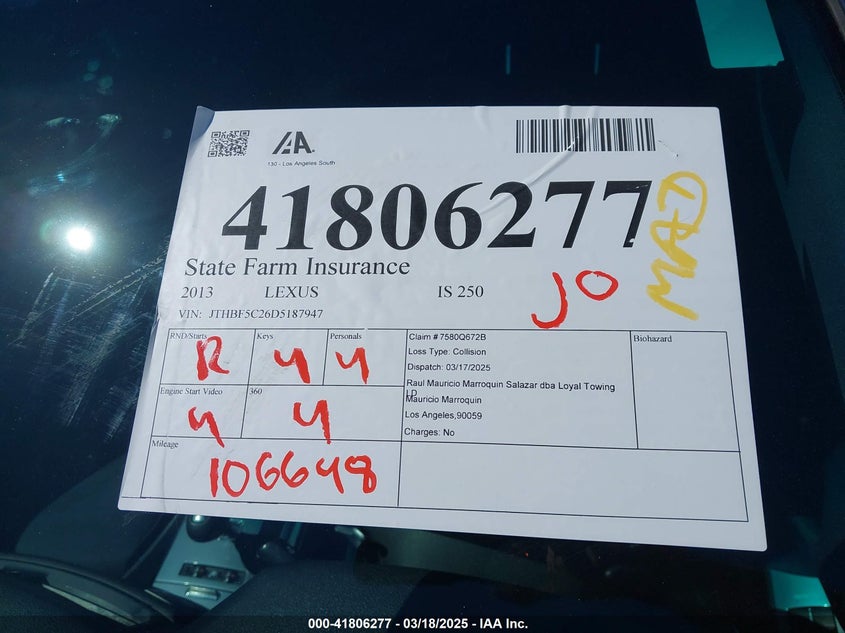 IAA.
130 - Los Angeles South
41806277
MAD
State Farm Insurance
JO
2013 LEXUS IS 250
VIN: JTHBF5C26D5187947
RND/Starts Keys Personals
R Y Y
Engine Start Video 360
Y Y
Mileage
106648
Claim # 7580Q672B
Loss Type: Collision
Dispatch: 03/17/2025
Raul Mauricio Marroquin Salazar dba Loyal Towing
LD
Mauricio Marroquin
Los Angeles,90059
Charges: No
Biohazard
000-41806277 - 03/18/2025 - IAA Inc.